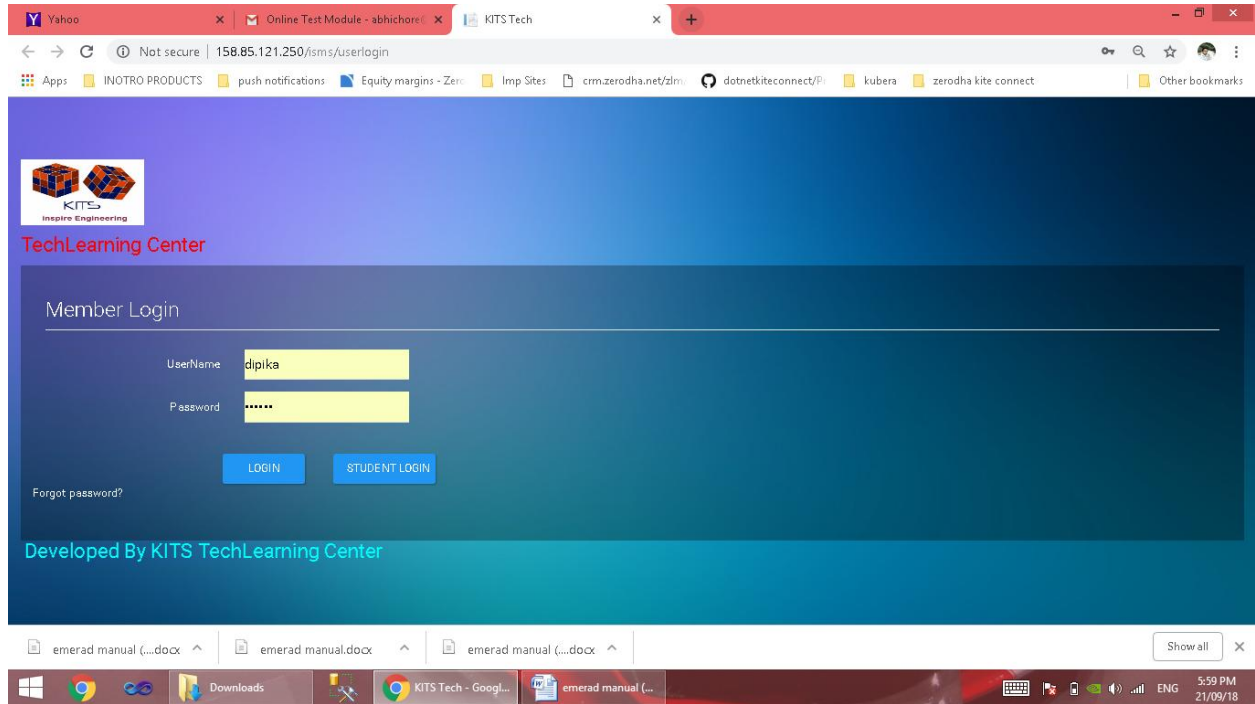 Yahoo
Online Test Module - abhichore
KITS Tech
Not secure | 158.85.121.250/isms/userlogin
Apps INOTRO PRODUCTS push notifications Equity margins - Zero Imp Sites crm.zerodha.net/zlm dotnetkiteconnect/P kubera zerodha kite connect Other bookmarks
KITS
Inspire Engineering
TechLearning Center
Member Login
UserName dipika
Password ••••••
LOGIN STUDENT LOGIN
Forgot password?
Developed By KITS TechLearning Center
emerad manual (....docx emerad manual.docx emerad manual (....docx Show all
Downloads KITS Tech - Googl... emerad manual (... ENG 5:59 PM
21/09/18